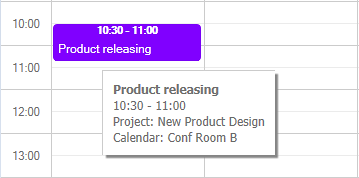 10:00
10:30 - 11:00
Product releasing
11:00
Product releasing
10:30 - 11:00
Project: New Product Design
Calendar: Conf Room B
12:00
13:00